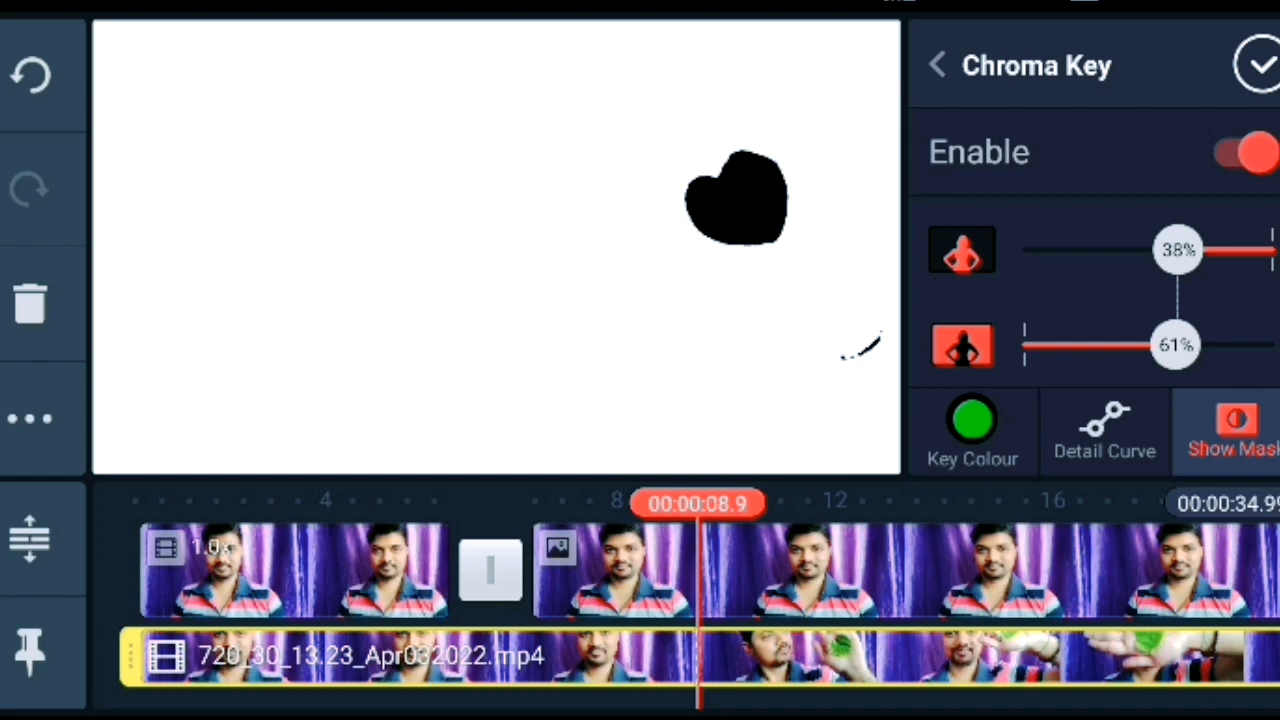 Chroma Key
Enable
38%
61%
Key Colour
Detail Curve
Show Mask
4
8
00:00:08.9
12
16
00:00:34.99
1.0x
720_30_13.23_Apr032022.mp4